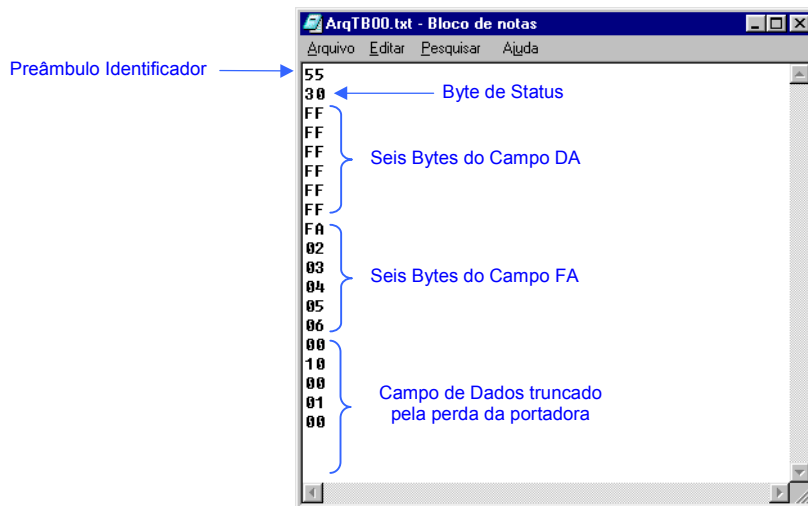 ArqTB00.txt - Bloco de notas
Arquivo Editar Pesquisar Ajuda
Preâmbulo Identificador
55
30
Byte de Status
FF
FF
FF
FF
FF
FF
Seis Bytes do Campo DA
FA
02
03
04
05
06
Seis Bytes do Campo FA
00
10
00
01
00
Campo de Dados truncado
pela perda da portadora